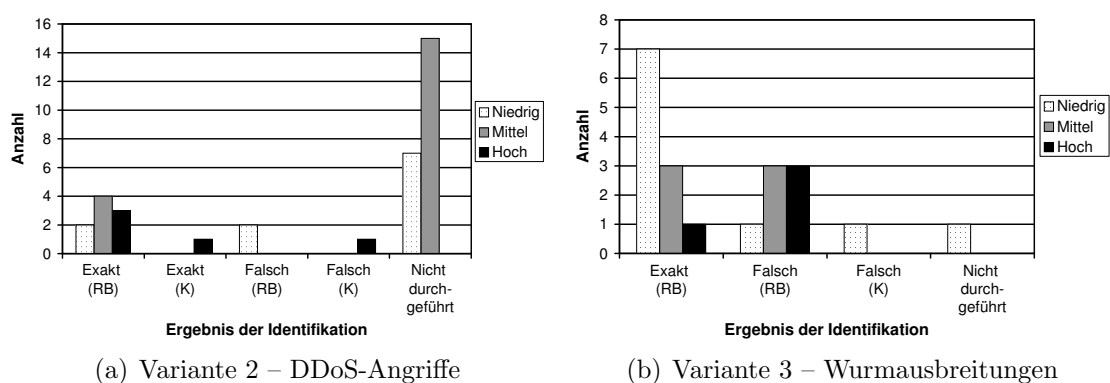 16
14
12
10
8
6
4
2
0
Anzahl
Exakt
(RB)
Exakt
(K)
Falsch
(RB)
Falsch
(K)
Nicht
durch-
geführt
Ergebnis der Identifikation
Niedrig
Mittel
Hoch
(a) Variante 2 – DDoS-Angriffe
8
7
6
5
4
3
2
1
0
Anzahl
Exakt
(RB)
Falsch
(RB)
Falsch
(K)
Nicht
durch-
geführt
Ergebnis der Identifikation
Niedrig
Mittel
Hoch
(b) Variante 3 – Wurmausbreitungen